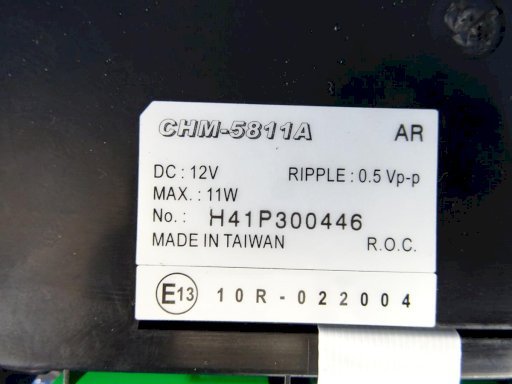 CHM-5811A AR
DC : 12V RIPPLE : 0.5 Vp-p
MAX. : 11W
No. : H41P300446
MADE IN TAIWAN R.O.C.
E13 10R-022004